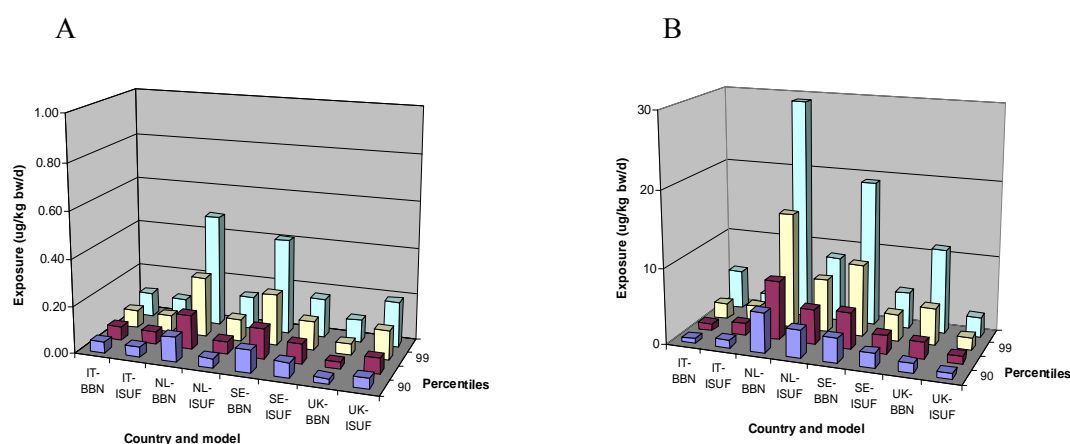 A
Exposure (ug/kg bw/d)
1.00
0.80
0.60
0.40
0.20
0.00
IT-
BBN
IT-
ISUF
NL-
BBN
NL-
ISUF
SE-
BBN
SE-
ISUF
UK-
BBN
UK-
ISUF
90
99
Percentiles
Country and model
B
Exposure (ug/kg bw/d)
30
20
10
0
IT-
BBN
IT-
ISUF
NL-
BBN
NL-
ISUF
SE-
BBN
SE-
ISUF
UK-
BBN
UK-
ISUF
90
99
Percentiles
Country and model